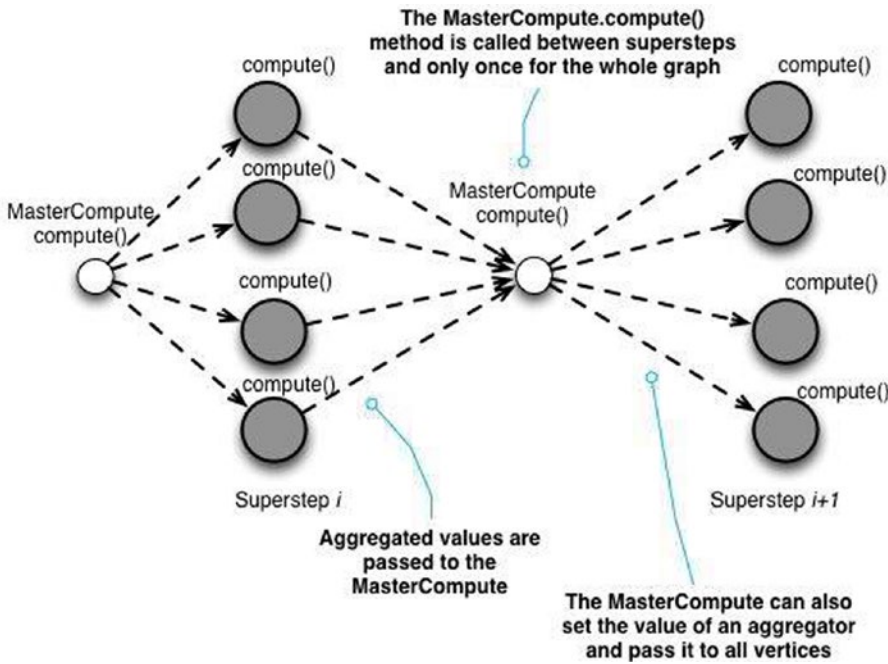 The MasterCompute.compute()
method is called between supersteps
and only once for the whole graph
compute()
compute()
compute()
compute()
MasterCompute
compute()
MasterCompute
compute()
compute()
compute()
compute()
compute()
Superstep i
Superstep i+1
Aggregated values are
passed to the
MasterCompute
The MasterCompute can also
set the value of an aggregator
and pass it to all vertices